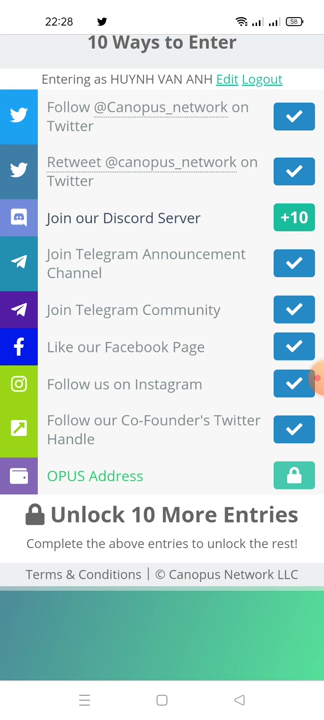 22:28
58
10 Ways to Enter
Entering as HUYNH VAN ANH Edit Logout
Follow @Canopus_network on
Twitter
Retweet @canopus_network on
Twitter
Join our Discord Server
+10
Join Telegram Announcement
Channel
Join Telegram Community
Like our Facebook Page
Follow us on Instagram
Follow our Co-Founder's Twitter
Handle
OPUS Address
Unlock 10 More Entries
Complete the above entries to unlock the rest!
Terms & Conditions | © Canopus Network LLC